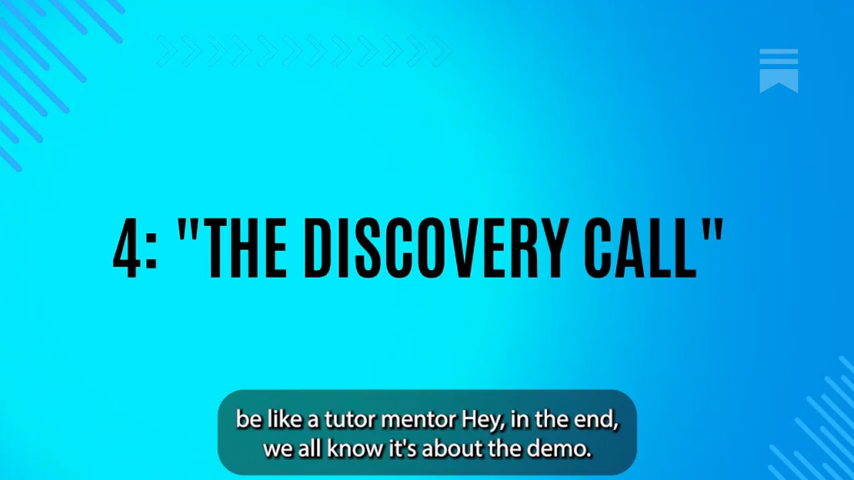 4: "THE DISCOVERY CALL"
be like a tutor mentor Hey, in the end,
we all know it's about the demo.